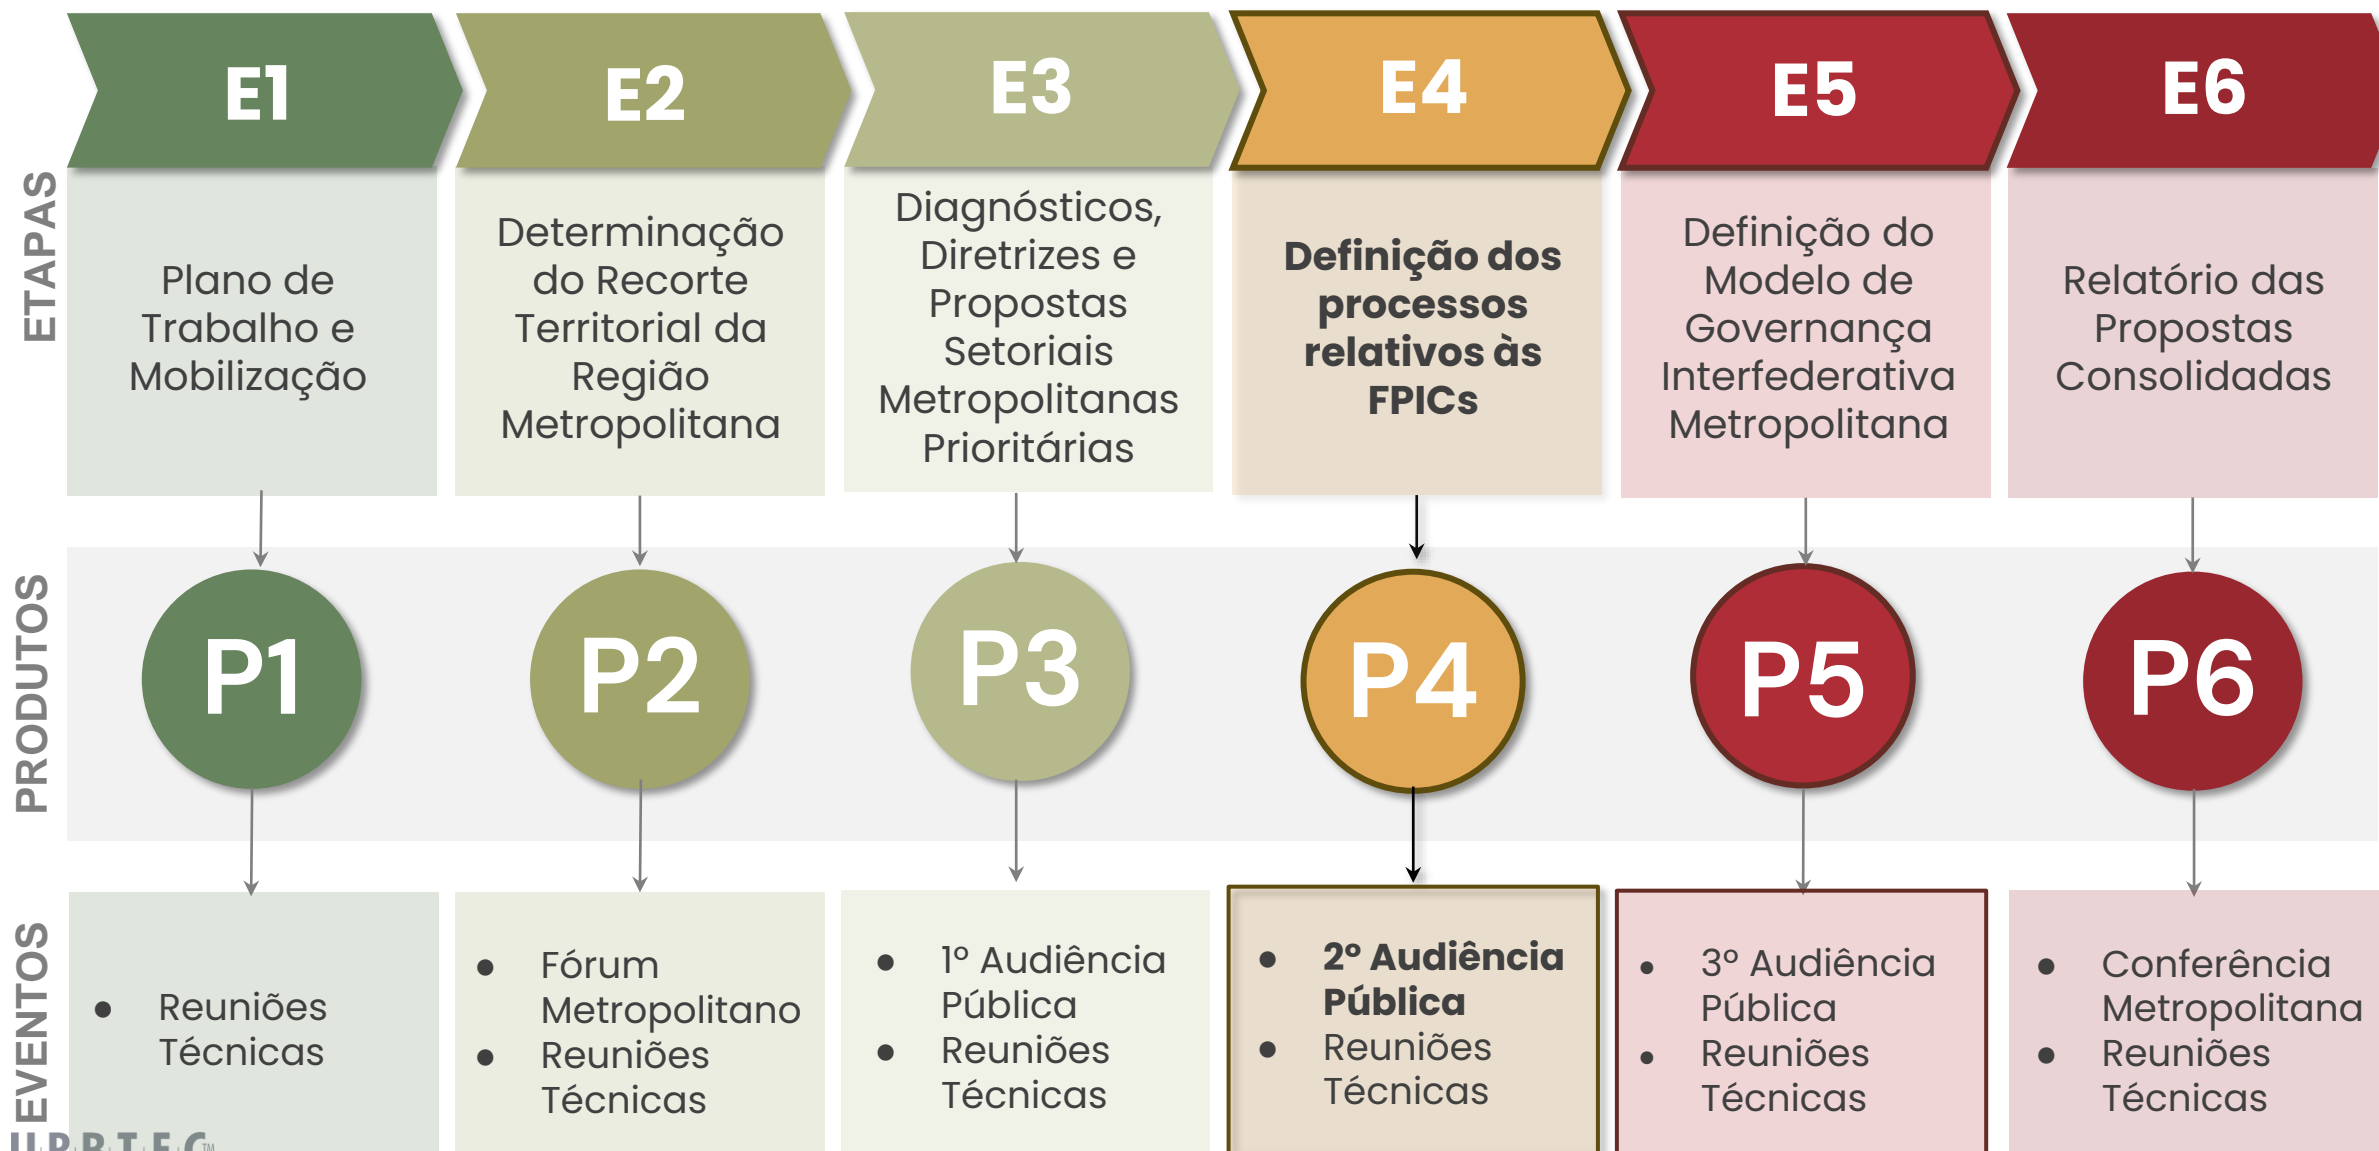 E1
E2
E3
E4
E5
E6
ETAPAS
Plano de
Trabalho e
Mobilização
Determinação
do Recorte
Territorial da
Região
Metropolitana
Diagnósticos,
Diretrizes e
Propostas
Setoriais
Metropolitanas
Prioritárias
Definição dos
processos
relativos às
FPICs
Definição do
Modelo de
Governança
Interfederativa
Metropolitana
Relatório das
Propostas
Consolidadas
PRODUTOS
P1
P2
P3
P4
P5
P6
EVENTOS
● Reuniões
Técnicas
● Fórum
Metropolitano
● Reuniões
Técnicas
● 1º Audiência
Pública
● Reuniões
Técnicas
● 2º Audiência
Pública
● Reuniões
Técnicas
● 3º Audiência
Pública
● Reuniões
Técnicas
● Conferência
Metropolitana
● Reuniões
Técnicas